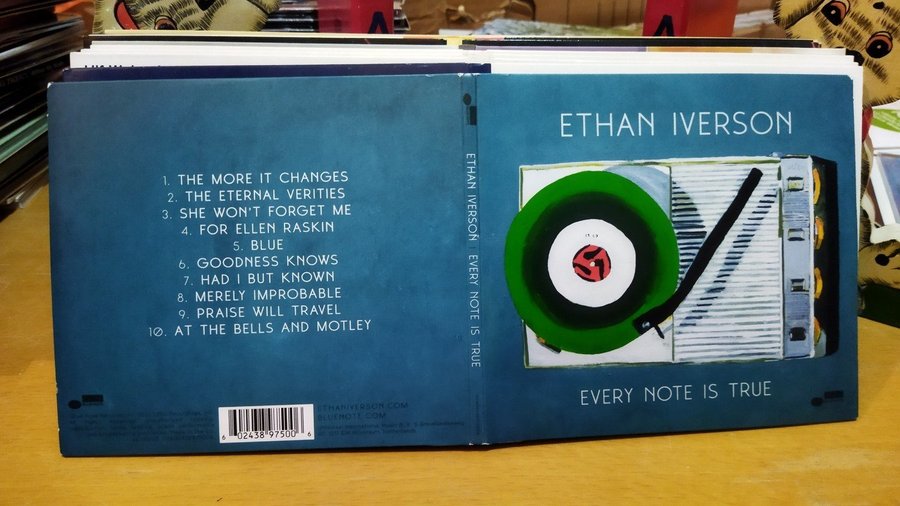 1. THE MORE IT CHANGES
2. THE ETERNAL VERITIES
3. SHE WON'T FORGET ME
4. FOR ELLEN RASKIN
5. BLUE
6. GOODNESS KNOWS
7. HAD I BUT KNOWN
8. MERELY IMPROBABLE
9. PRAISE WILL TRAVEL
10. AT THE BELLS AND MOTLEY
ETHANIVERSON.COM
BLUENOTE.COM
6 02438 97500 6
ETHAN IVERSON EVERY NOTE IS TRUE
ETHAN IVERSON
EVERY NOTE IS TRUE